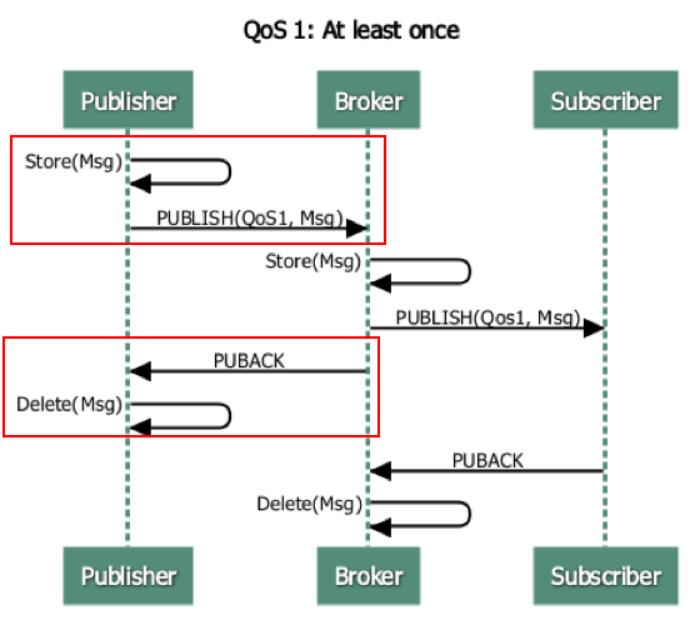 QoS 1: At least once
Publisher
Broker
Subscriber
Store(Msg)
PUBLISH(QoS1, Msg)
Store(Msg)
PUBLISH(Qos1, Msg)
PUBACK
Delete(Msg)
PUBACK
Delete(Msg)
Publisher
Broker
Subscriber